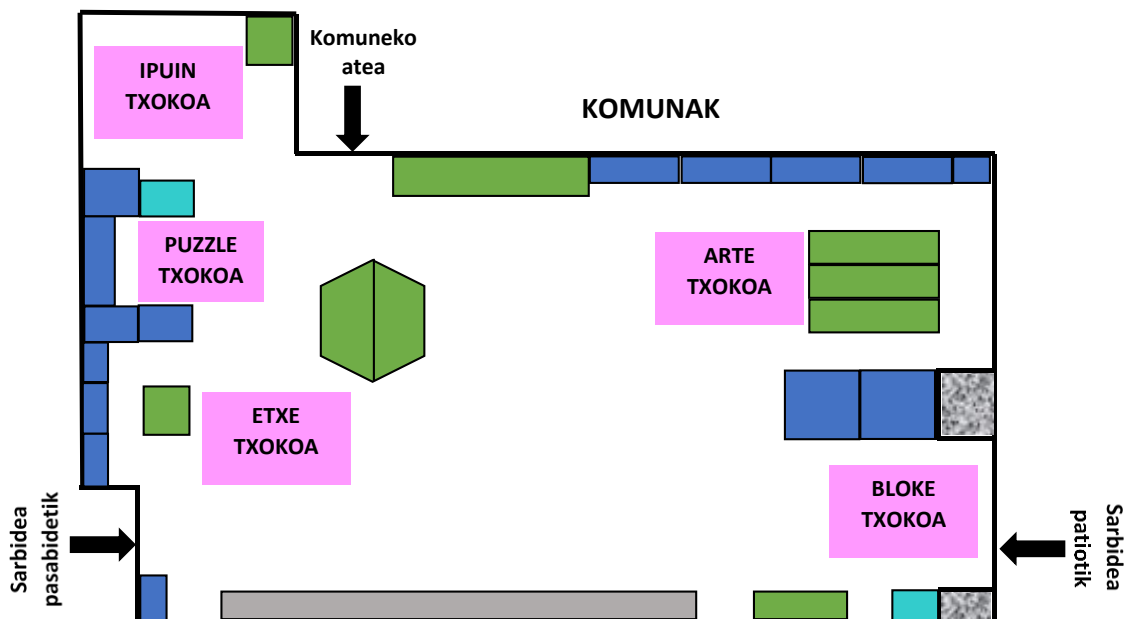 IPUIN
TXOKOA
Komuneko
atea
KOMUNAK
PUZZLE
TXOKOA
ARTE
TXOKOA
ETXE
TXOKOA
BLOKE
TXOKOA
Sarbidea
pasabidetik
Sarbidea
patiotik